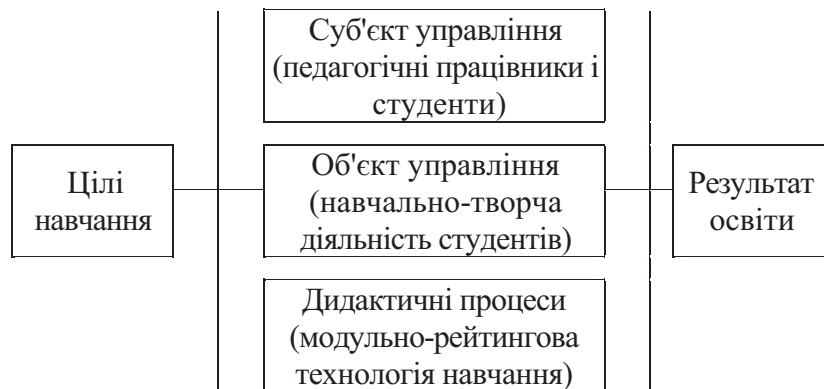 Суб'єкт управління
(педагогічні працівники і
студенти)
Цілі
навчання
Об'єкт управління
(навчально-творча
діяльність студентів)
Результат
освіти
Дидактичні процеси
(модульно-рейтингова
технологія навчання)